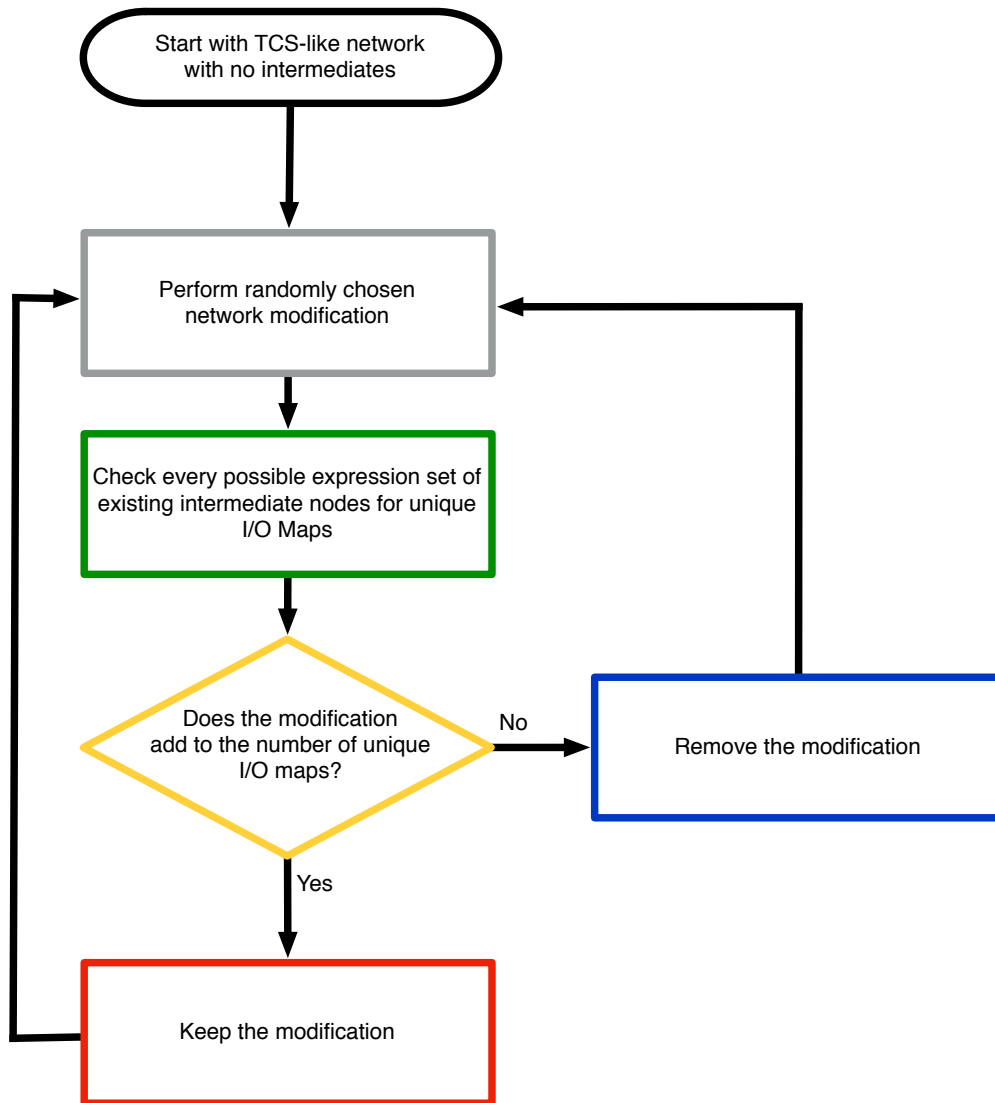 Start with TCS-like network
with no intermediates
Perform randomly chosen
network modification
Check every possible expression set of
existing intermediate nodes for unique
I/O Maps
Does the modification
add to the number of unique
I/O maps?
No
Remove the modification
Yes
Keep the modification